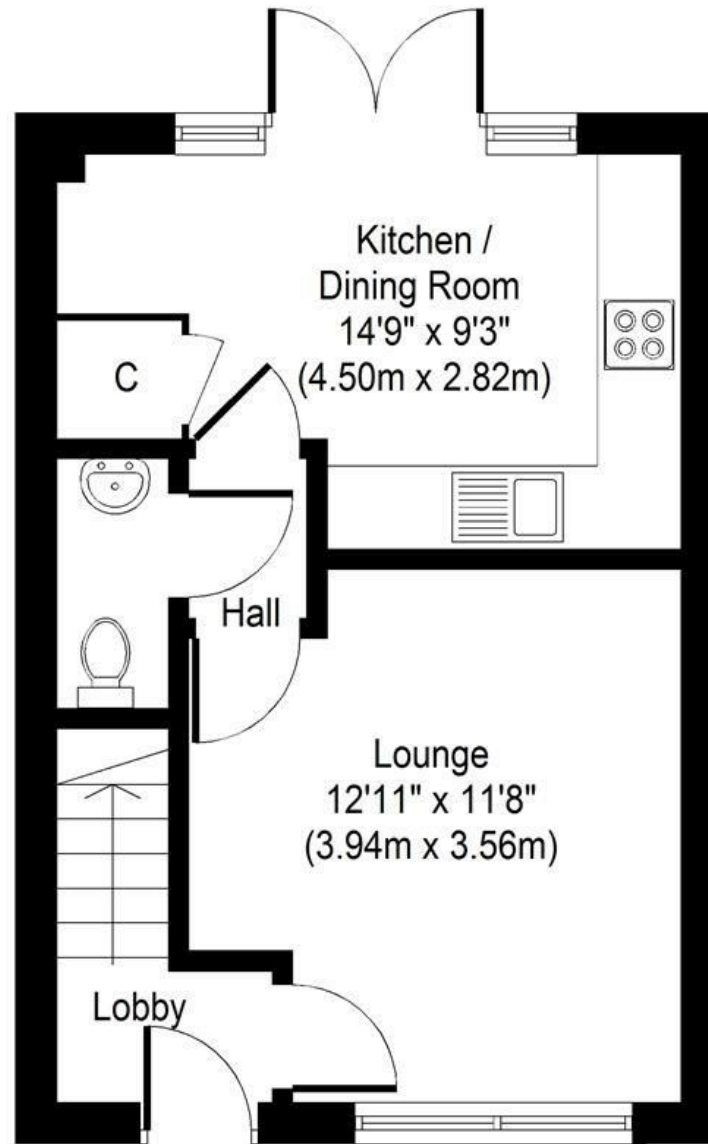 Kitchen /
Dining Room
14'9" x 9'3"
(4.50m x 2.82m)
C
Hall
Lounge
12'11" x 11'8"
(3.94m x 3.56m)
Lobby